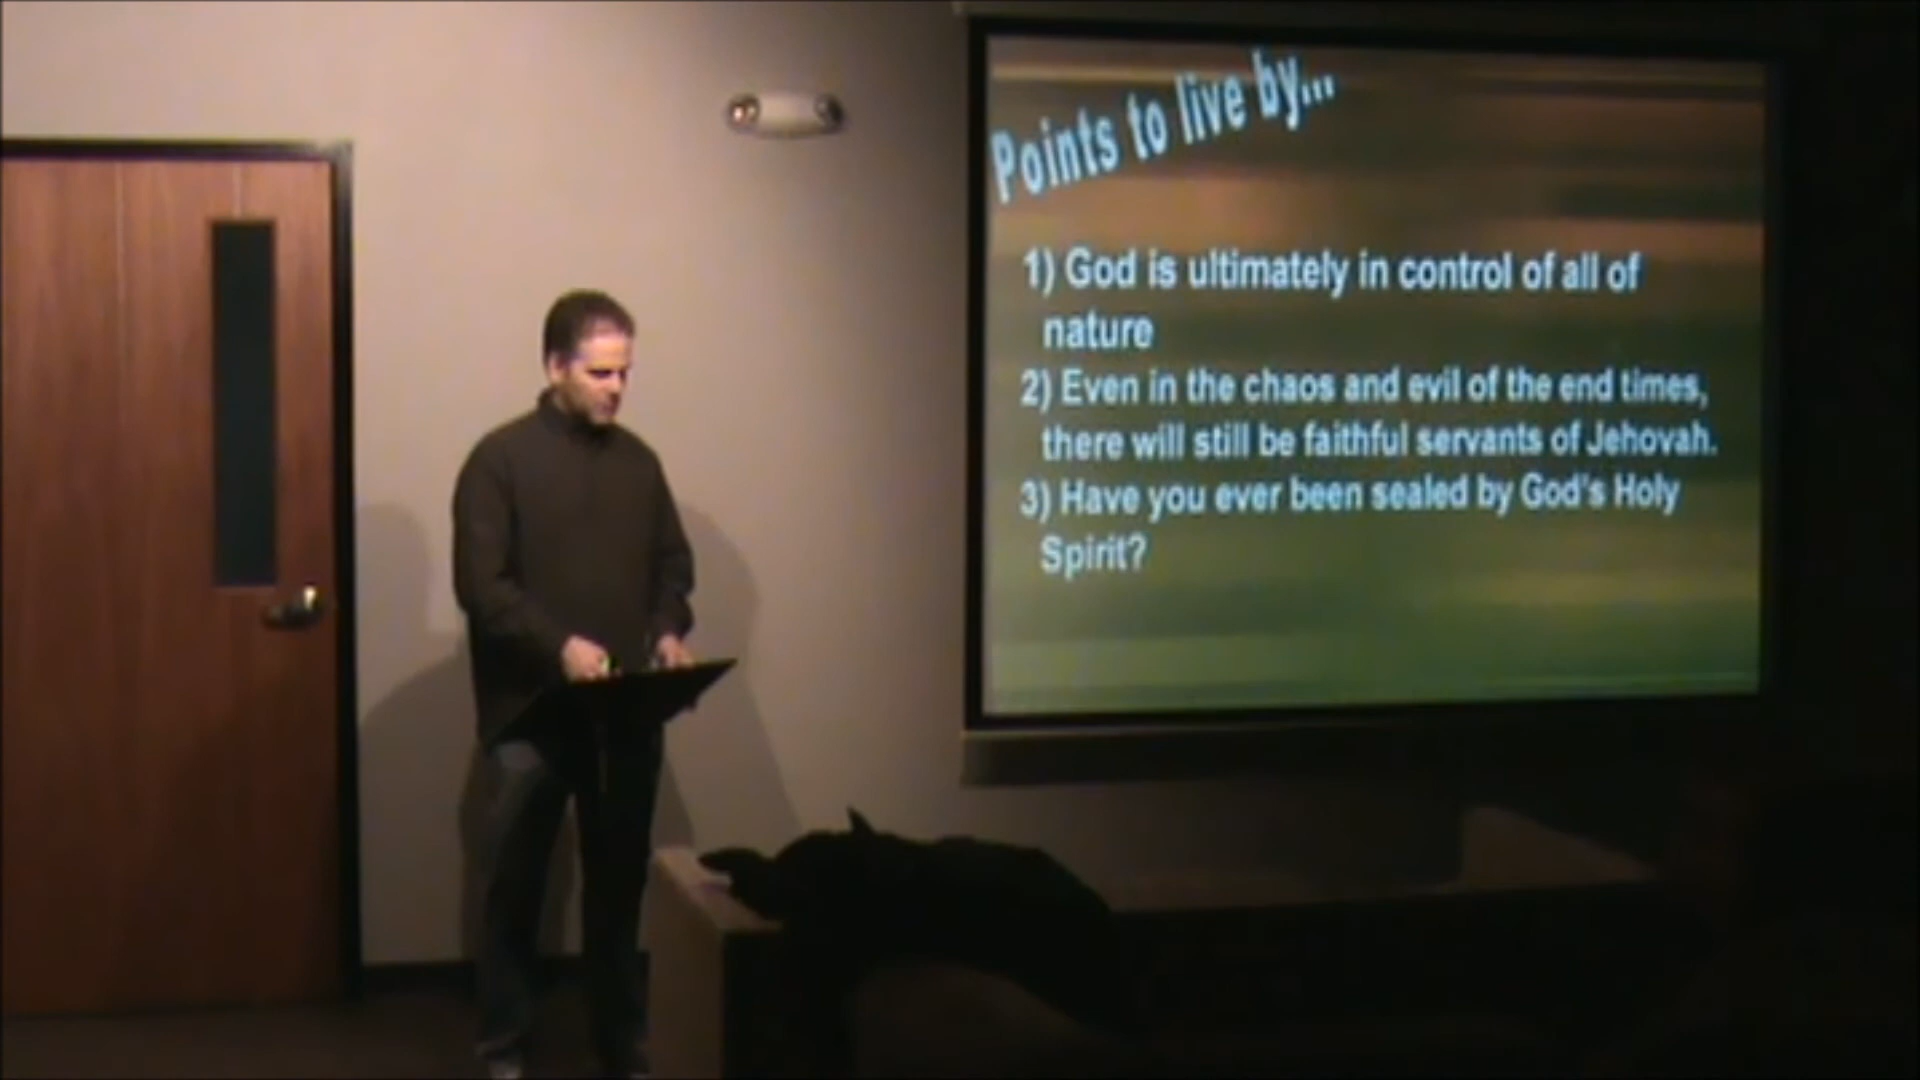 Points to live by...
1) God is ultimately in control of all of
nature
2) Even in the chaos and evil of the end times,
there will still be faithful servants of Jehovah.
3) Have you ever been sealed by God's Holy
Spirit?